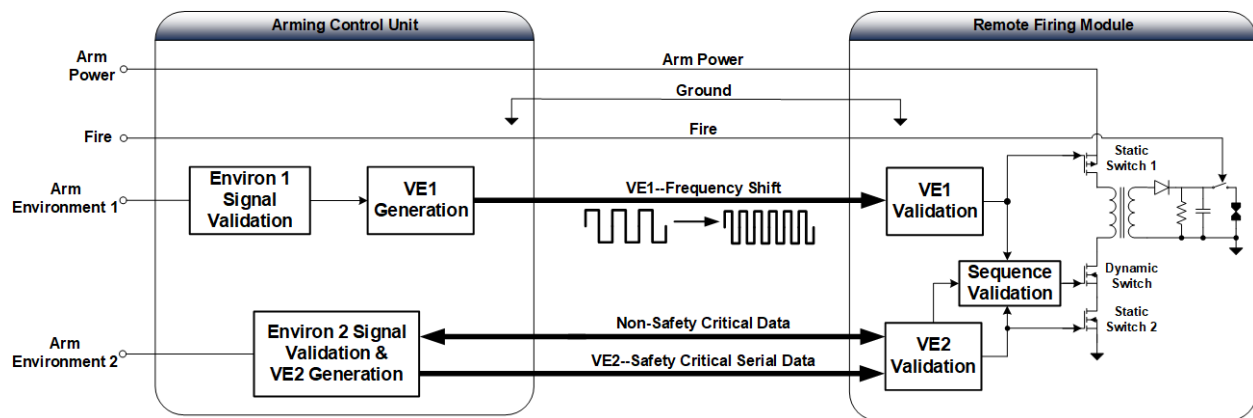 Arming Control Unit
Remote Firing Module
Arm
Power
Arm Power
Ground
Fire
Fire
Static
Switch 1
Arm
Environment 1
Environ 1
Signal
Validation
VE1
Generation
VE1--Frequency Shift
VE1
Validation
Sequence
Validation
Dynamic
Switch
Static
Switch 2
Arm
Environment 2
Environ 2 Signal
Validation &
VE2 Generation
Non-Safety Critical Data
VE2--Safety Critical Serial Data
VE2
Validation